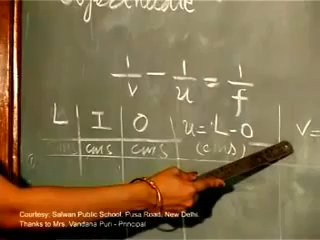 1/v - 1/u = 1/f
L | I | O | u = L-O | v =
cms | cms | cms | (cms)
Courtesy: Salwan Public School, Pusa Road, New Delhi.
Thanks to Mrs. Vandana Puri - Principal